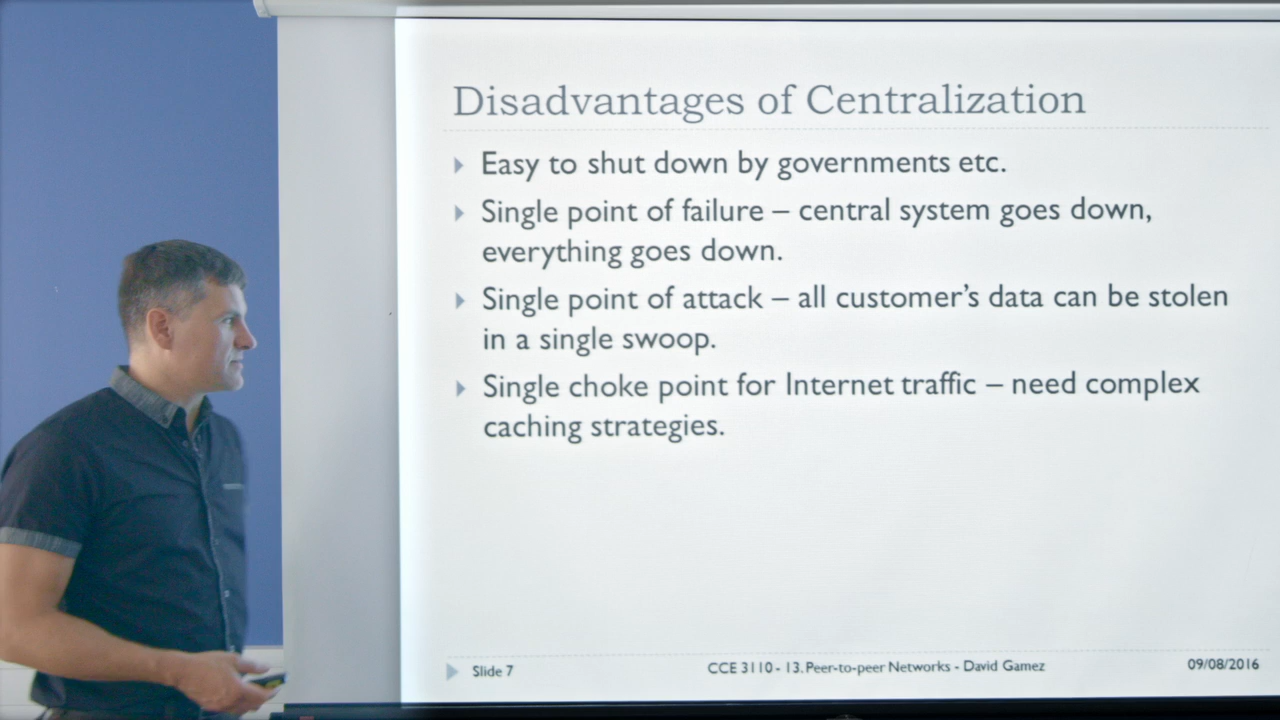 Disadvantages of Centralization
Easy to shut down by governments etc.
Single point of failure – central system goes down,
everything goes down.
Single point of attack – all customer's data can be stolen
in a single swoop.
Single choke point for Internet traffic – need complex
caching strategies.
Slide 7
CCE 3110 - 13. Peer-to-peer Networks - David Gamez
09/08/2016